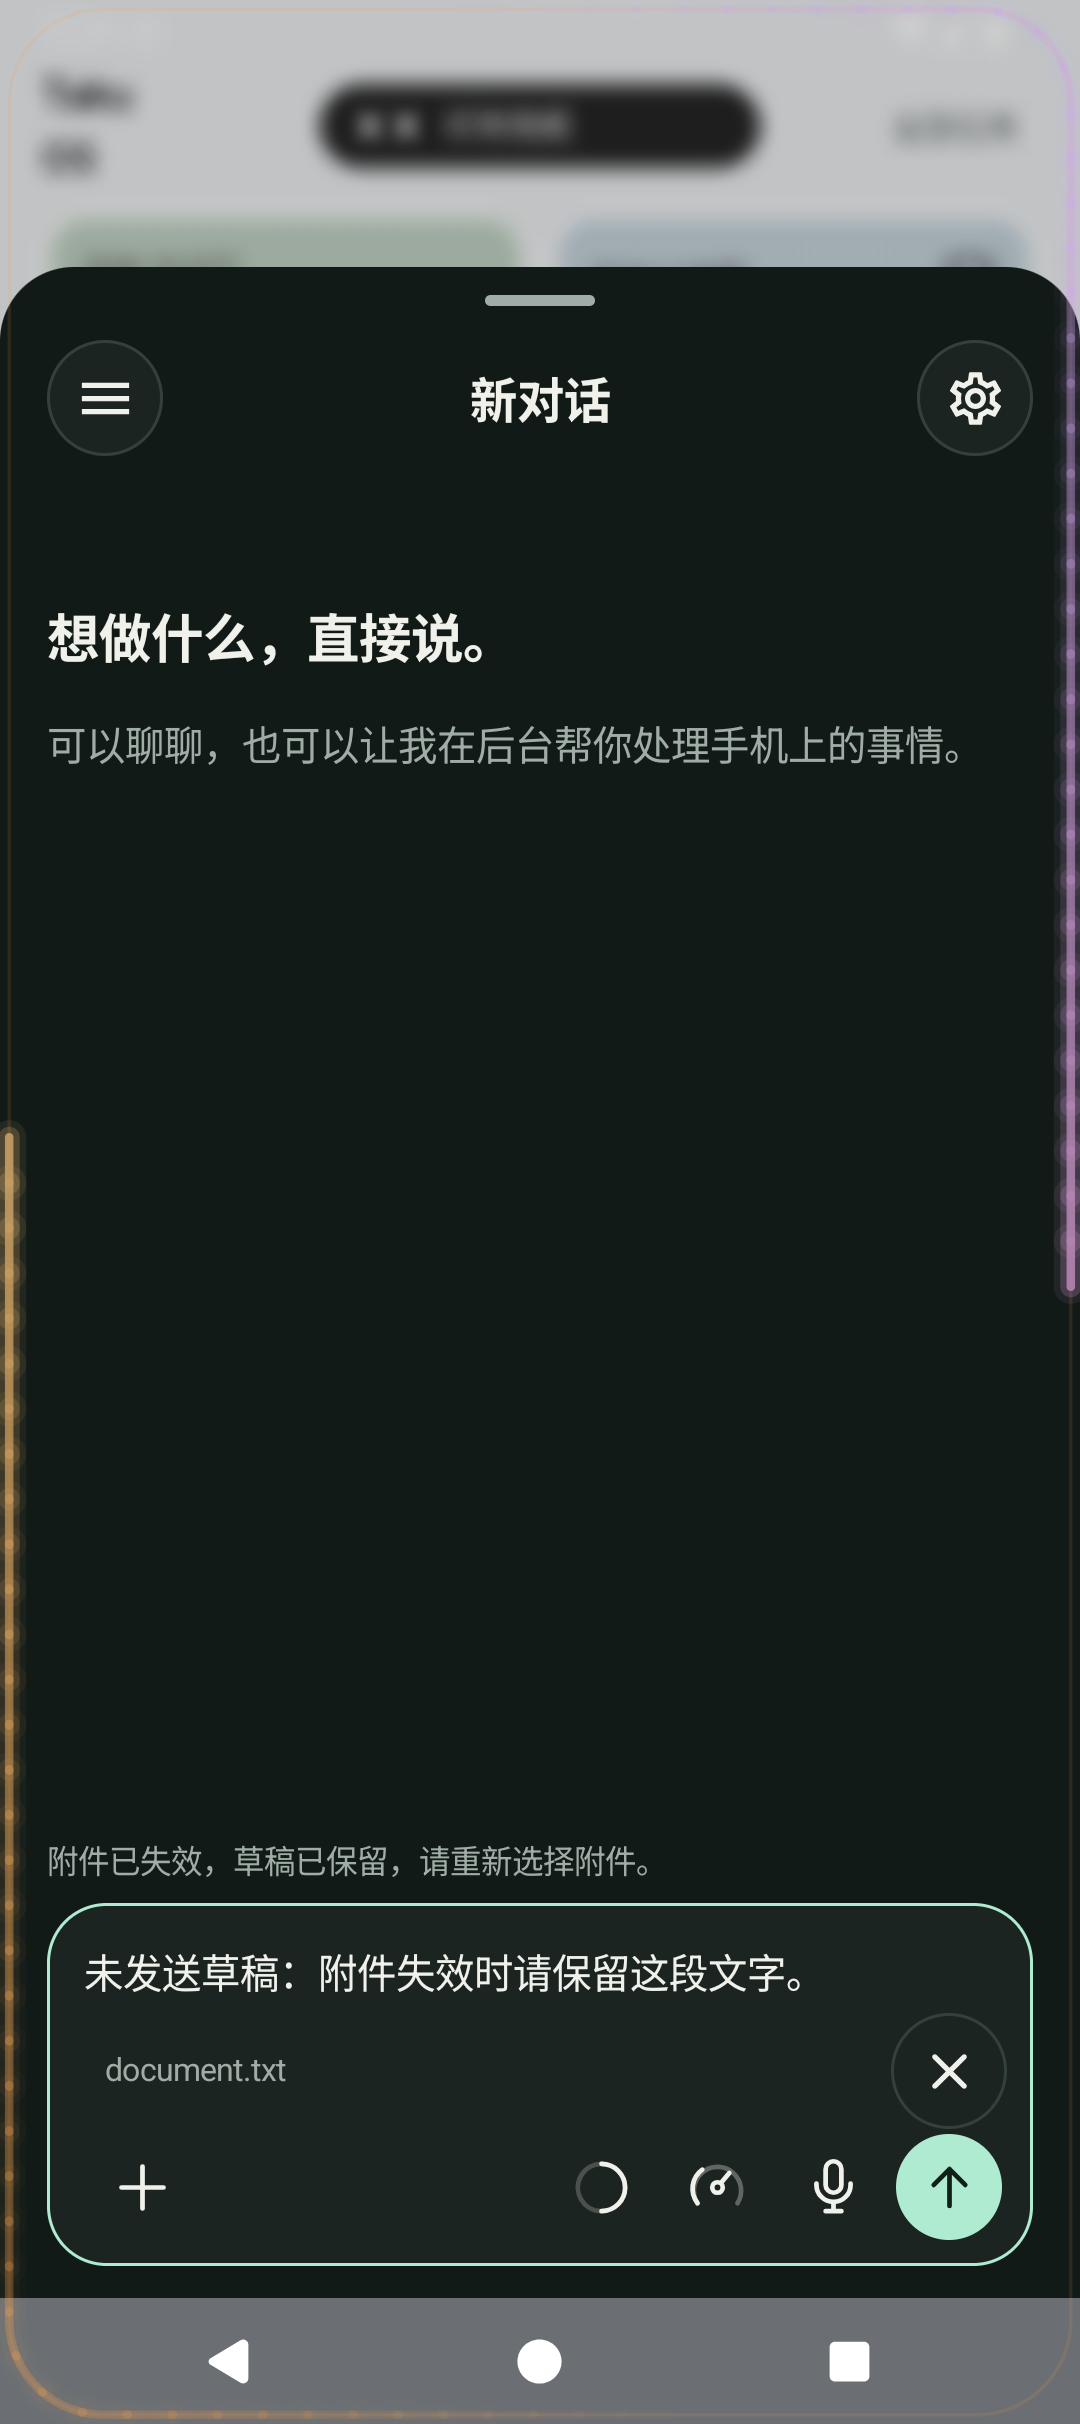 Taku
OS
新对话
想做什么，直接说。
可以聊聊，也可以让我在后台帮你处理手机上的事情。
附件已失效，草稿已保留，请重新选择附件。
未发送草稿：附件失效时请保留这段文字。
document.txt